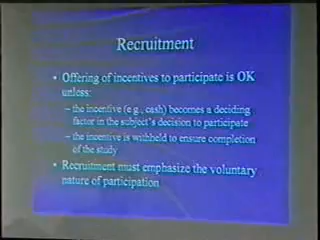 Recruitment
• Offering of incentives to participate is OK
unless:
– the incentive (e.g., cash) becomes a deciding
factor in the subject's decision to participate
– the incentive is withheld to ensure completion
of the study
• Recruitment must emphasize the voluntary
nature of participation